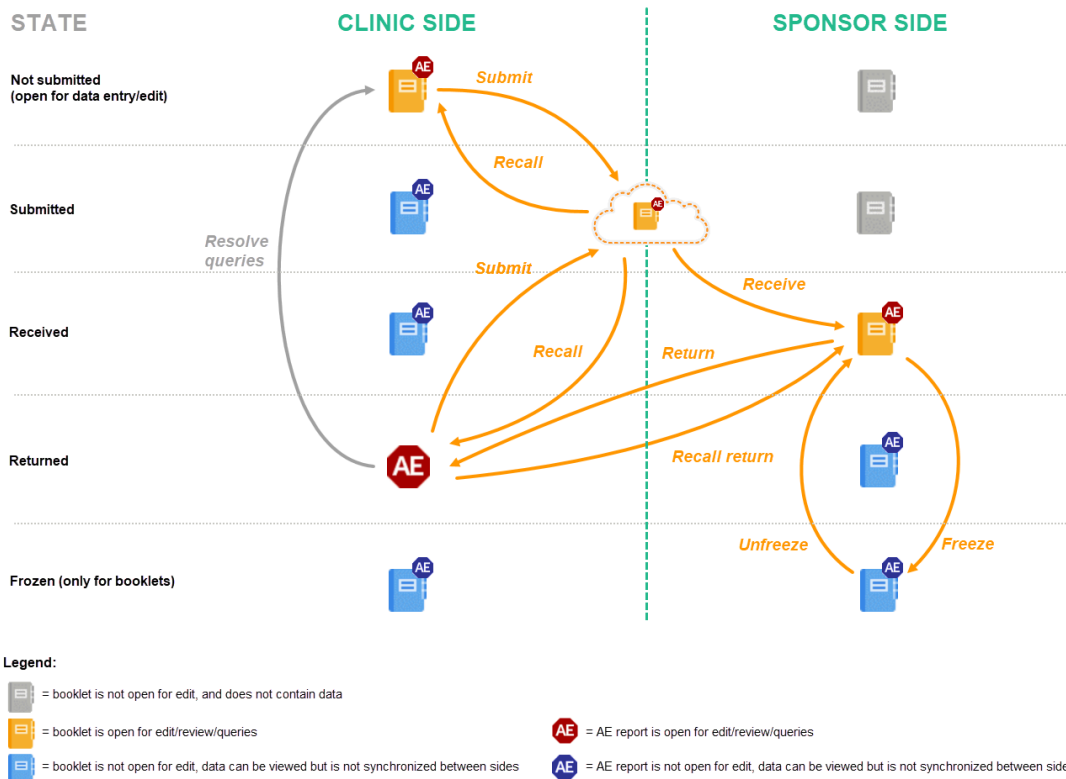 STATE
CLINIC SIDE
SPONSOR SIDE
Not submitted
(open for data entry/edit)
AE
Submit
Recall
Submitted
AE
AE
Resolve
queries
Submit
Receive
Received
AE
AE
Recall
Return
Returned
AE
Recall return
AE
Unfreeze
Freeze
Frozen (only for booklets)
AE
AE
Legend:
= booklet is not open for edit, and does not contain data
= booklet is open for edit/review/queries
AE = AE report is open for edit/review/queries
= booklet is not open for edit, data can be viewed but is not synchronized between sides
AE = AE report is not open for edit, data can be viewed but is not synchronized between side